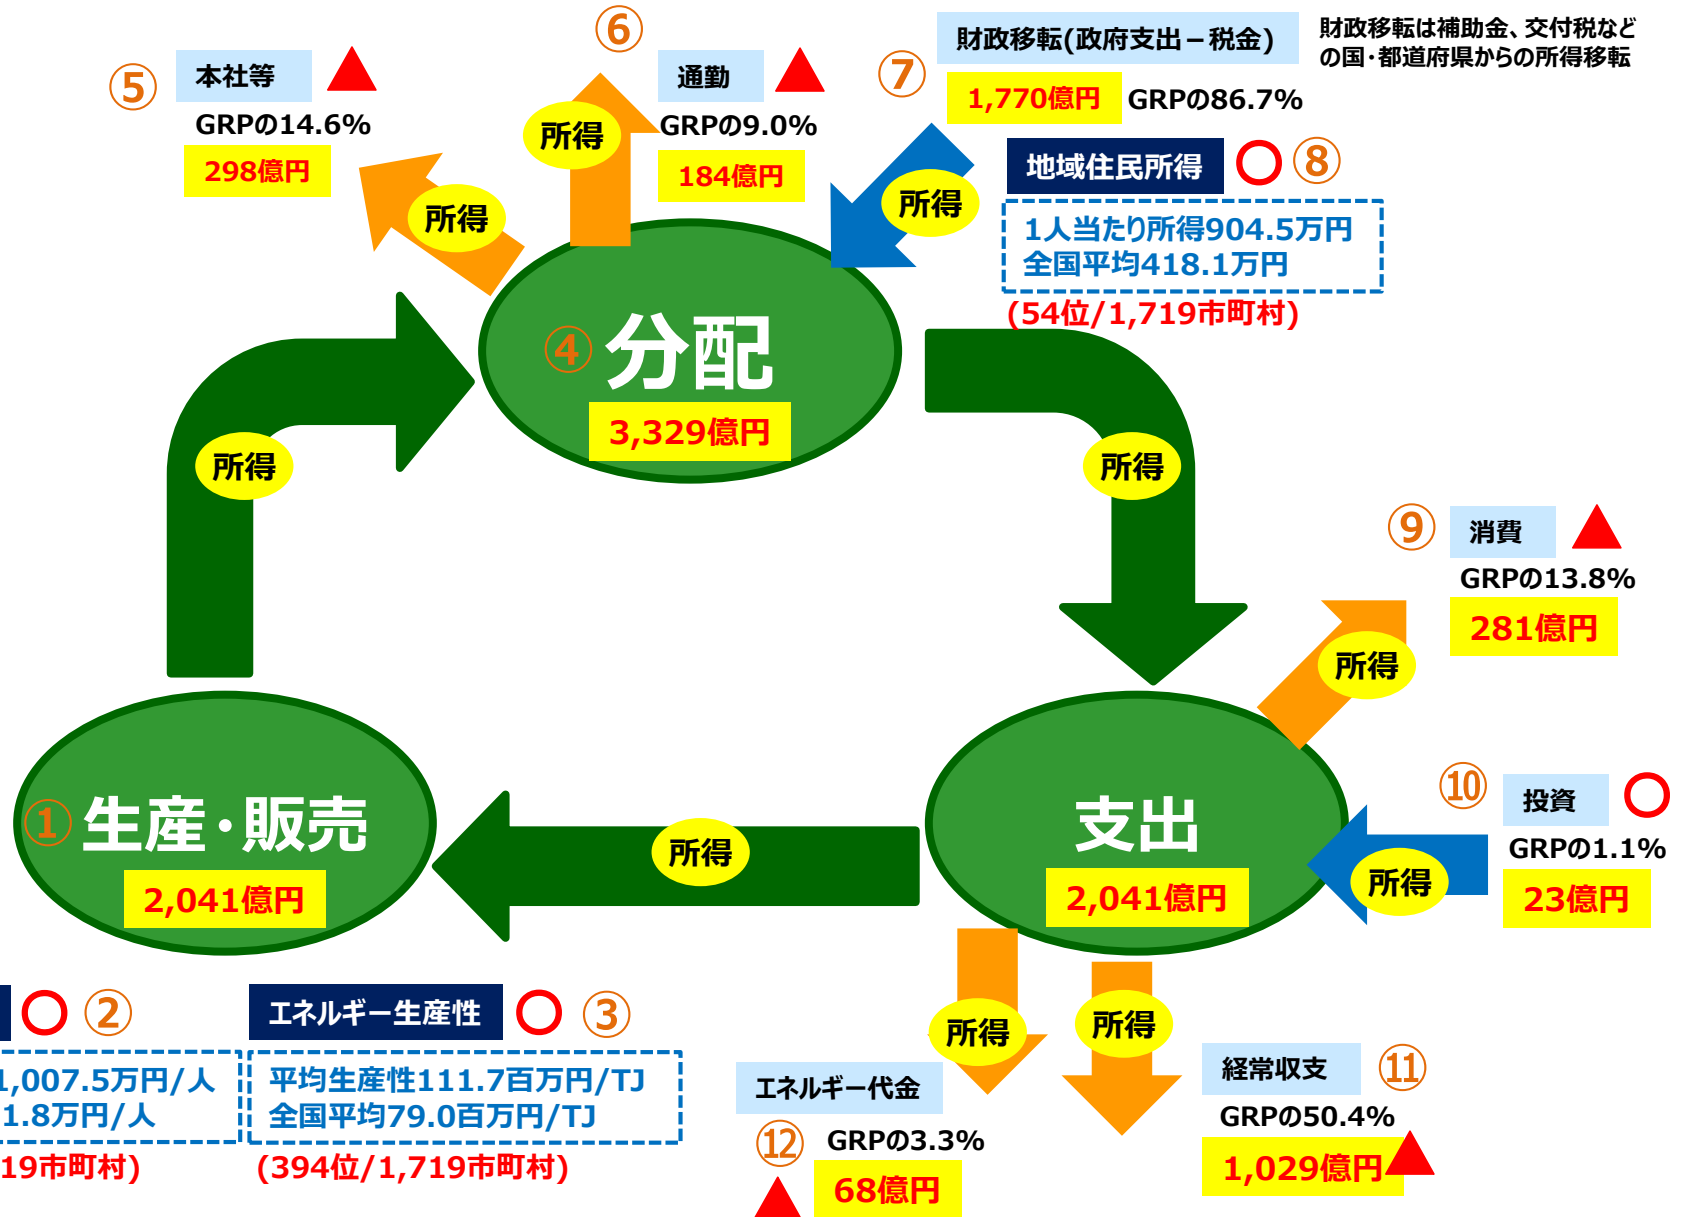 ⑥
財政移転(政府支出－税金)
財政移転は補助金、交付税など
の国・都道府県からの所得移転
⑤
本社等
通勤
⑦
GRPの14.6%
298億円
GRPの9.0%
184億円
1,770億円
GRPの86.7%
所得
所得
所得
地域住民所得
⑧
1人当たり所得904.5万円
全国平均418.1万円
(54位/1,719市町村)
④
分配
3,329億円
所得
所得
⑨
消費
GRPの13.8%
281億円
所得
①
生産・販売
2,041億円
所得
支出
2,041億円
⑩
投資
GRPの1.1%
23億円
所得
②
1,007.5万円/人
1.8万円/人
19市町村)
エネルギー生産性
③
平均生産性111.7百万円/TJ
全国平均79.0百万円/TJ
(394位/1,719市町村)
所得
所得
エネルギー代金
⑫
GRPの3.3%
68億円
経常収支
⑪
GRPの50.4%
1,029億円